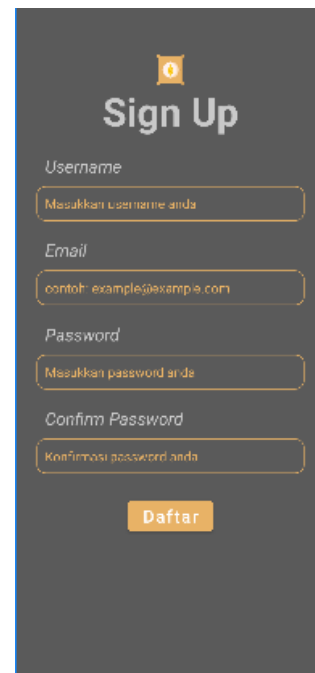 Sign Up
Username
Masukkan username anda
Email
contoh: example@example.com
Password
Masukkan password anda
Confirm Password
Konfirmasi password anda
Daftar